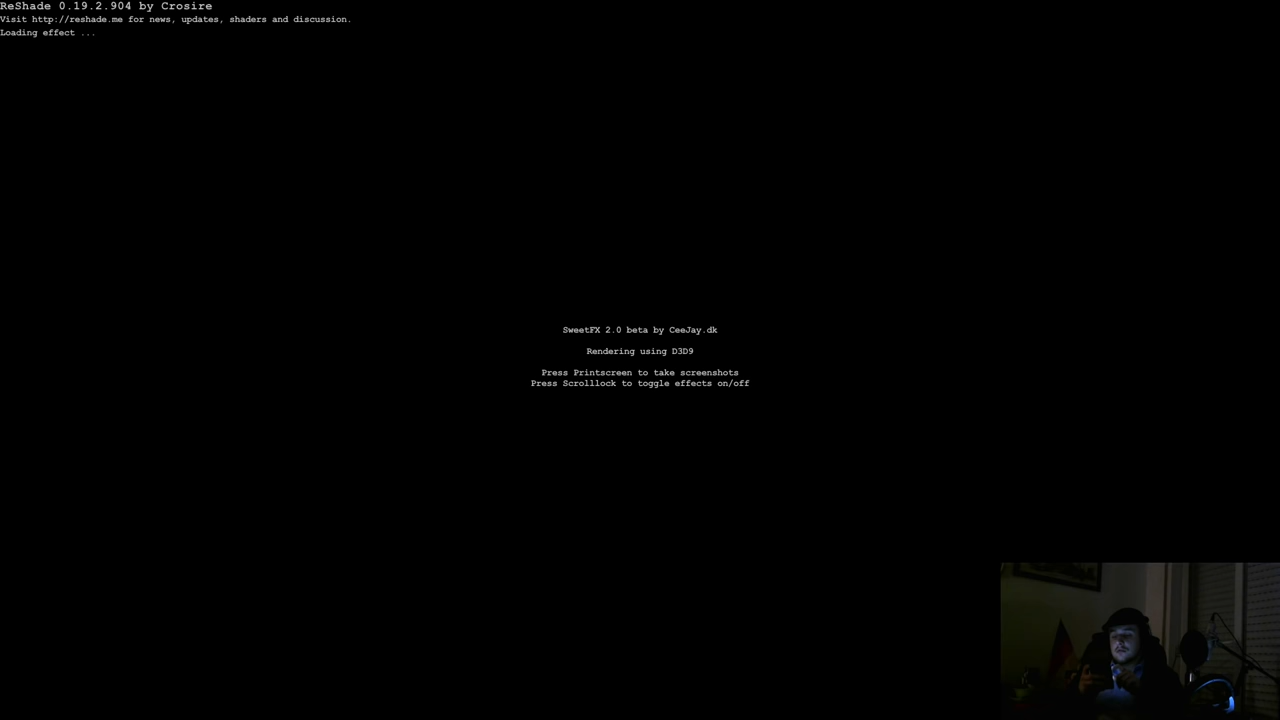 ReShade 0.19.2.904 by Crosire
Visit http://reshade.me for news, updates, shaders and discussion.
Loading effect ...
SweetFX 2.0 beta by CeeJay.dk
Rendering using D3D9
Press Printscreen to take screenshots
Press Scrolllock to toggle effects on/off